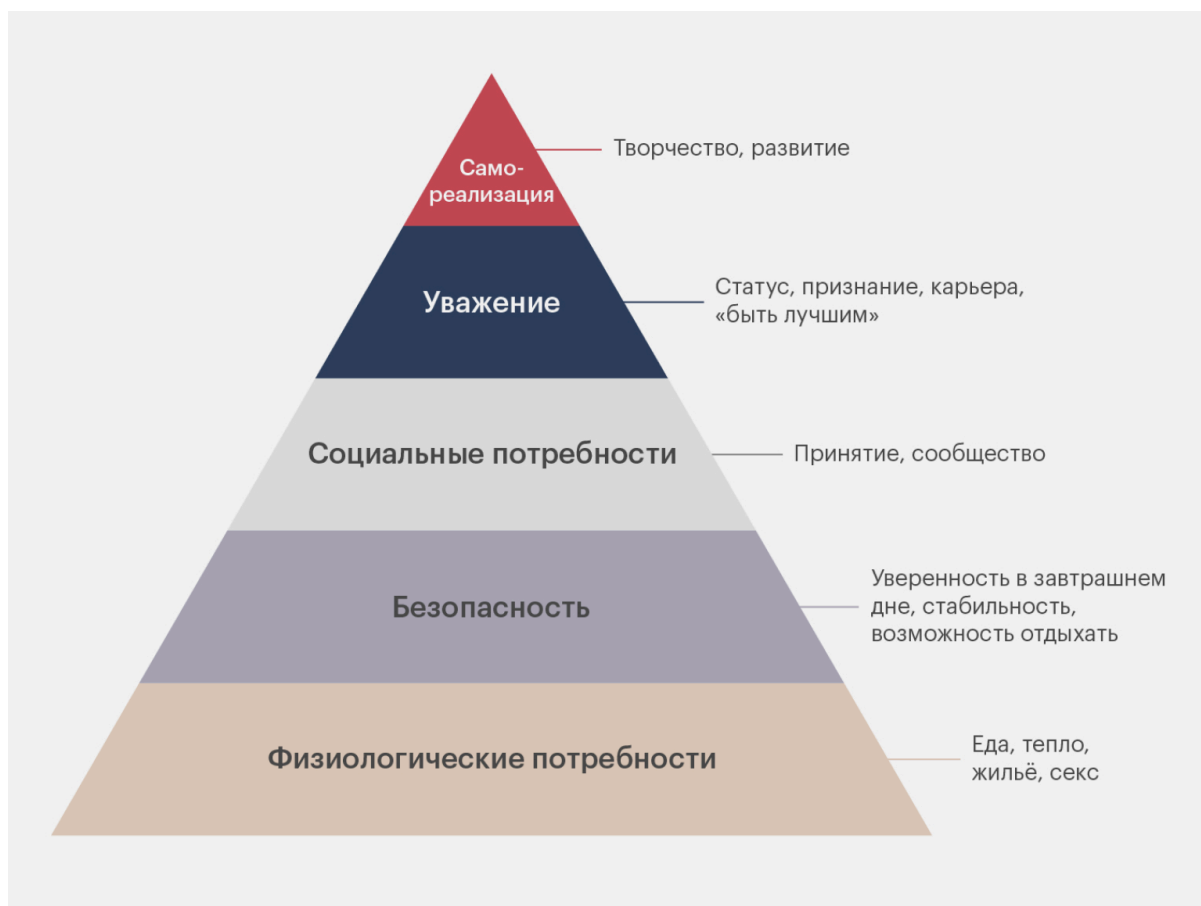 Само-
реализация
Творчество, развитие
Уважение
Статус, признание, карьера,
«быть лучшим»
Социальные потребности
Принятие, сообщество
Безопасность
Уверенность в завтрашнем
дне, стабильность,
возможность отдыхать
Физиологические потребности
Еда, тепло,
жильё, секс